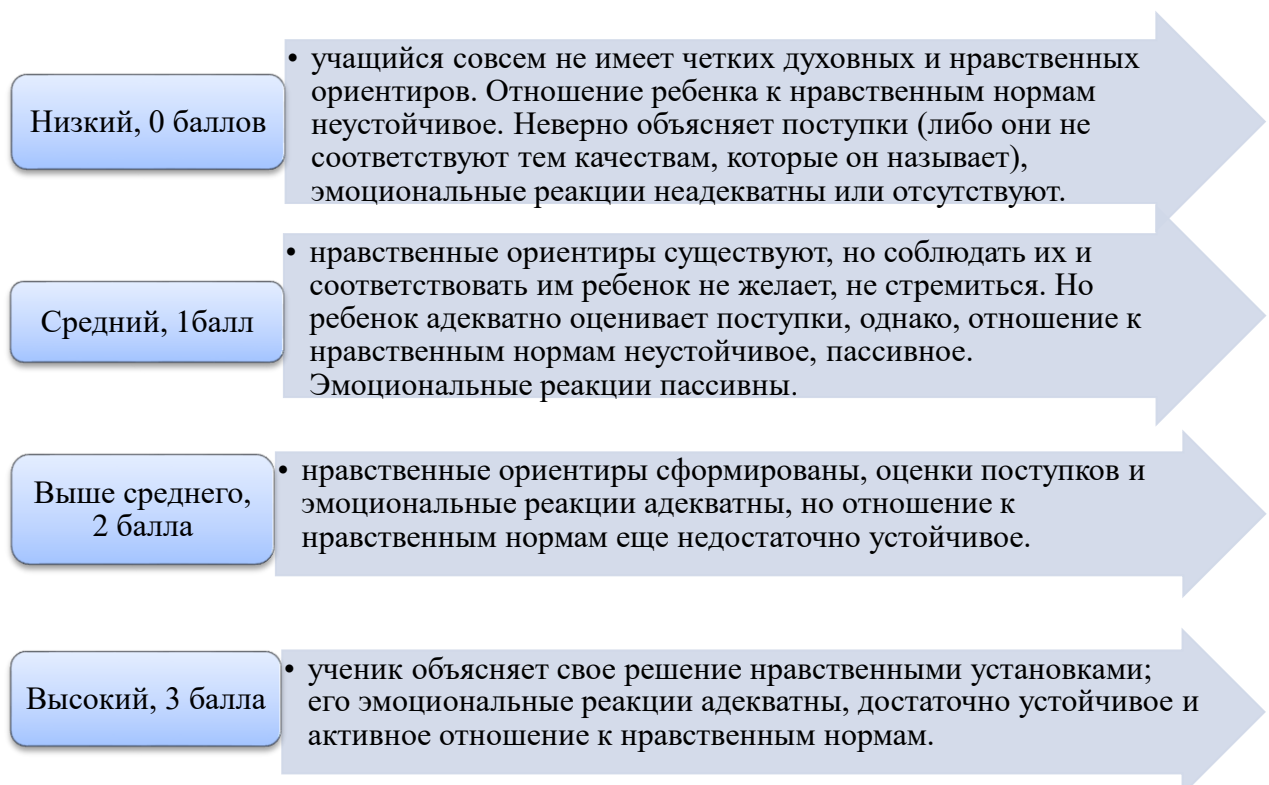 Низкий, 0 баллов
• учащийся совсем не имеет четких духовных и нравственных
ориентиров. Отношение ребенка к нравственным нормам
неустойчивое. Неверно объясняет поступки (либо они не
соответствуют тем качествам, которые он называет),
эмоциональные реакции неадекватны или отсутствуют.
Средний, 1балл
• нравственные ориентиры существуют, но соблюдать их и
соответствовать им ребенок не желает, не стремиться. Но
ребенок адекватно оценивает поступки, однако, отношение к
нравственным нормам неустойчивое, пассивное.
Эмоциональные реакции пассивны.
Выше среднего,
2 балла
• нравственные ориентиры сформированы, оценки поступков и
эмоциональные реакции адекватны, но отношение к
нравственным нормам еще недостаточно устойчивое.
Высокий, 3 балла
• ученик объясняет свое решение нравственными установками;
его эмоциональные реакции адекватны, достаточно устойчивое и
активное отношение к нравственным нормам.